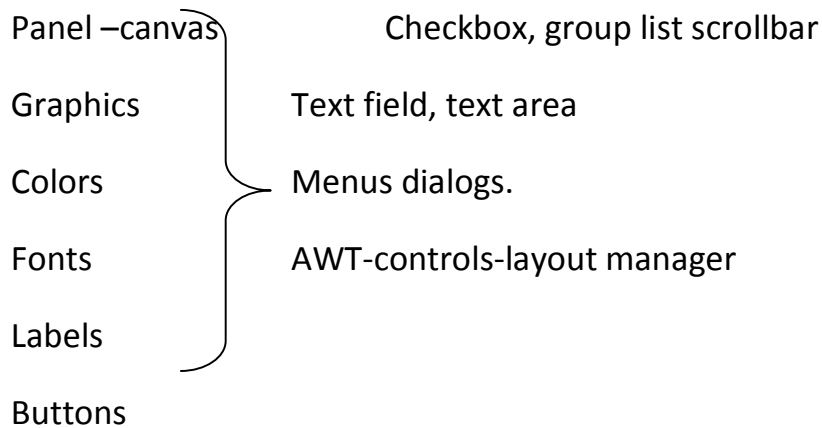 Panel –canvas Checkbox, group list scrollbar
Graphics Text field, text area
Colors Menus dialogs.
Fonts AWT-controls-layout manager
Labels
Buttons